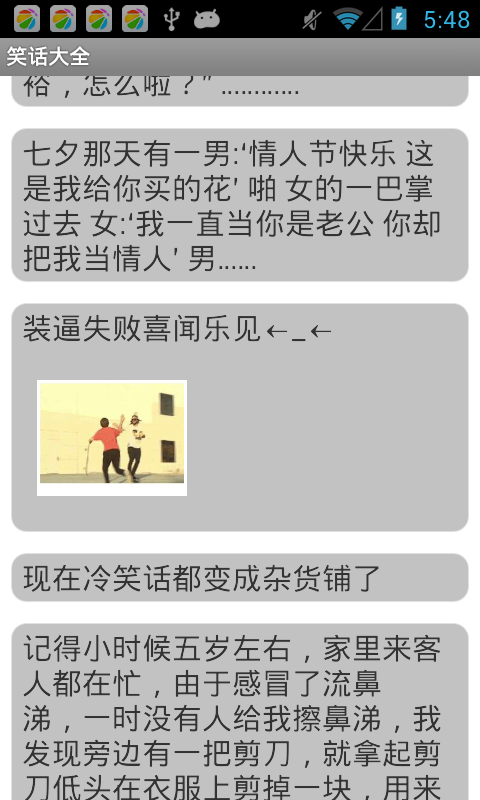 5:48
笑话大全
裕，怎么啦？” …………
七夕那天有一男:‘情人节快乐 这
是我给你买的花’ 啪 女的一巴掌
过去 女:‘我一直当你是老公 你却
把我当情人’ 男……
装逼失败喜闻乐见←_←
现在冷笑话都变成杂货铺了
记得小时候五岁左右，家里来客
人都在忙，由于感冒了流鼻
涕，一时没有人给我擦鼻涕，我
发现旁边有一把剪刀，就拿起剪
刀低头在衣服上剪掉一块，用来